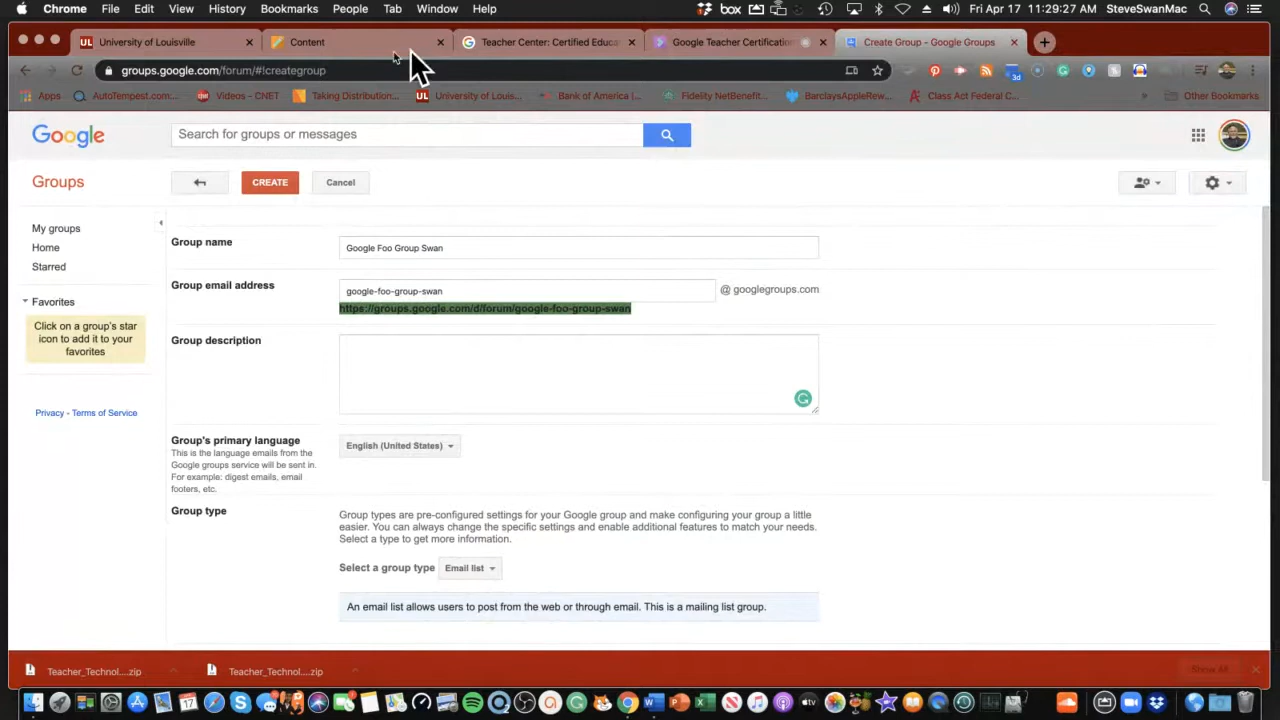 Chrome File Edit View History Bookmarks People Tab Window Help box Fri Apr 17 11:29:27 AM SteveSwanMac
University of Louisville Content Teacher Center: Certified Educa Google Teacher Certification Create Group - Google Groups
groups.google.com/forum/#!creategroup
Apps AutoTempest.com:... Videos - CNET Taking Distribution... University of Louis... Bank of America |... Fidelity NetBenefit... BarclaysAppleRew... Class Act Federal C... » Other Bookmarks
Google Search for groups or messages
Groups CREATE Cancel
My groups
Home
Starred
Favorites
Click on a group's star
icon to add it to your
favorites
Privacy - Terms of Service
Group name Google Foo Group Swan
Group email address google-foo-group-swan @ googlegroups.com
https://groups.google.com/d/forum/google-foo-group-swan
Group description
Group's primary language English (United States)
This is the language emails from the
Google groups service will be sent in.
For example: digest emails, email
footers, etc.
Group type
Group types are pre-configured settings for your Google group and make configuring your group a little
easier. You can always change the specific settings and enable additional features to match your needs.
Select a type to get more information.
Select a group type Email list
An email list allows users to post from the web or through email. This is a mailing list group.
Teacher_Technol....zip Teacher_Technol....zip Show All